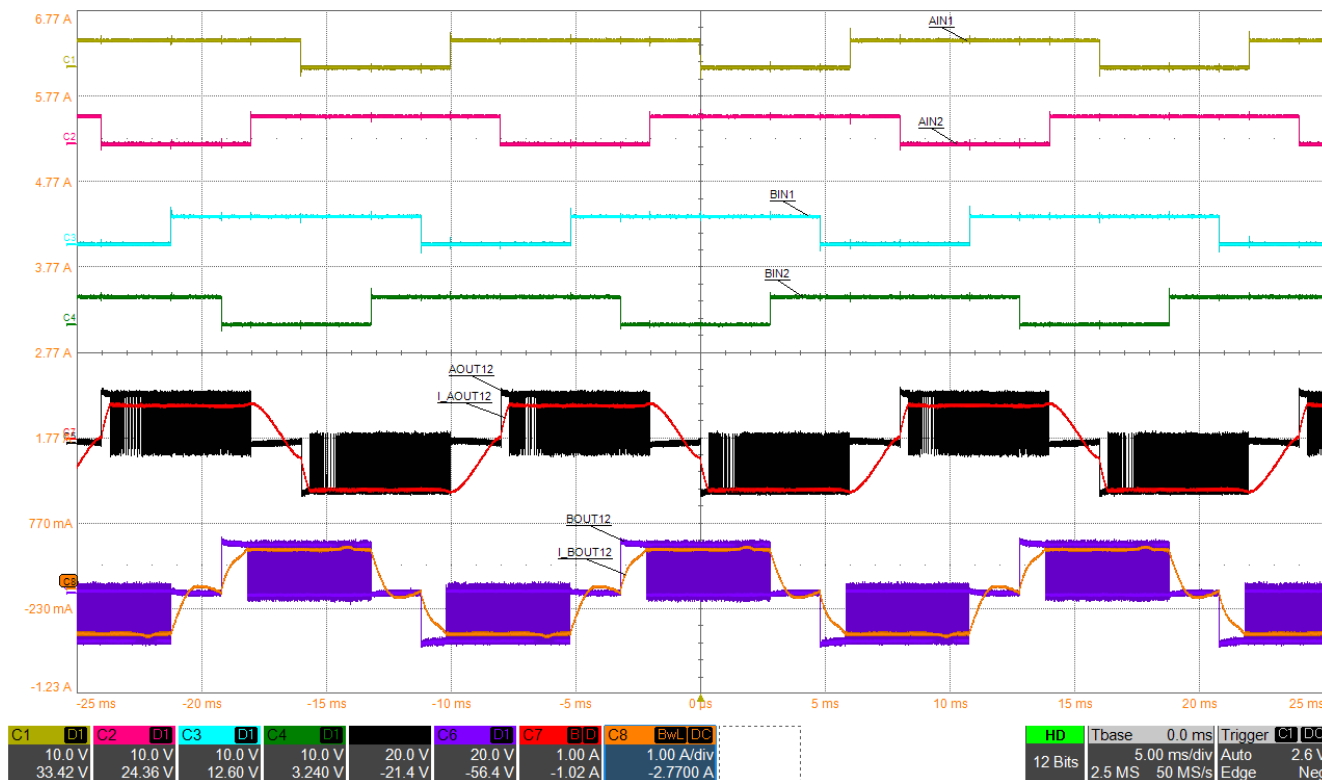 6.77 A
AIN1
C1
5.77 A
AIN2
C2
4.77 A
BIN1
C3
3.77 A
BIN2
C4
2.77 A
AOUT12
I_AOUT12
C7
1.77 A
770 mA
BOUT12
I_BOUT12
C8
-230 mA
-1.23 A
-25 ms -20 ms -15 ms -10 ms -5 ms 0 µs 5 ms 10 ms 15 ms 20 ms 25 ms
C1 D1 C2 D1 C3 D1 C4 D1 C6 D1 C7 B D C8 BwL DC HD Tbase 0.0 ms Trigger C1 DC
10.0 V 10.0 V 10.0 V 10.0 V 20.0 V 20.0 V 1.00 A 1.00 A/div 12 Bits 5.00 ms/div Auto 2.6 V
33.42 V 24.36 V 12.60 V 3.240 V -21.4 V -56.4 V -1.02 A -2.7700 A 2.5 MS 50 MS/s Edge Neg